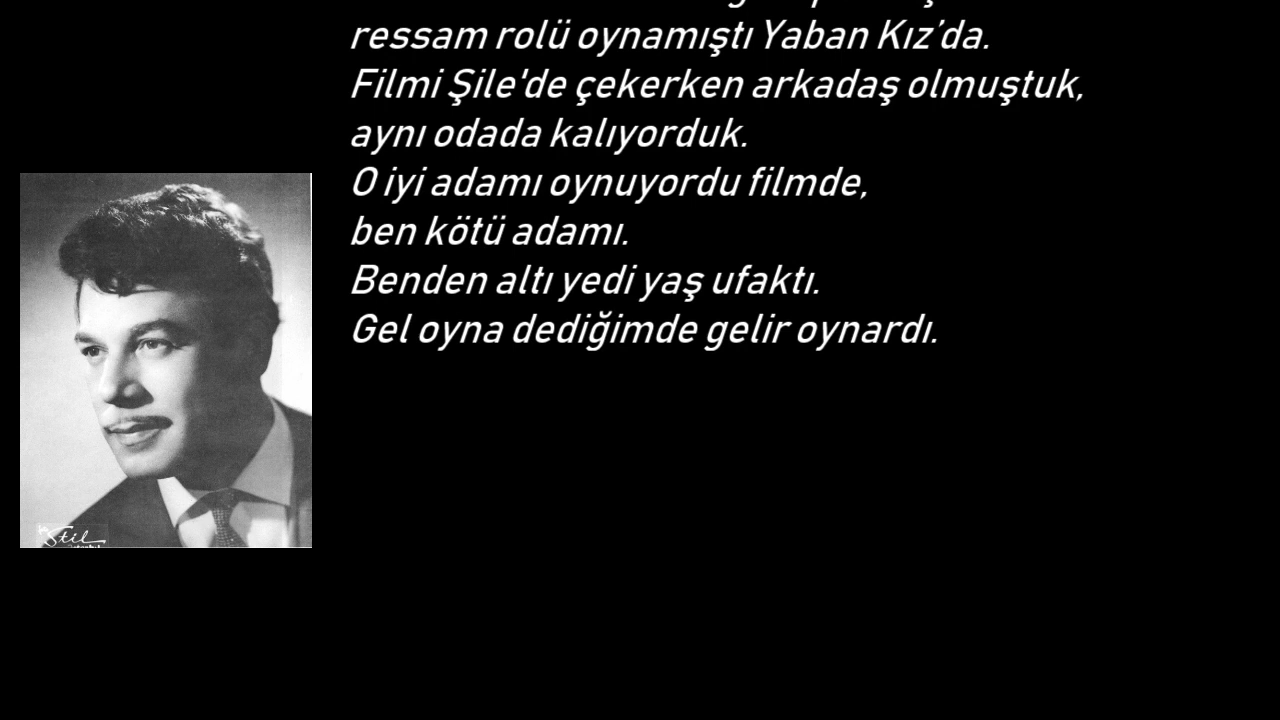 ressam rolü oynamıştı Yaban Kız’da.
Filmi Şile'de çekerken arkadaş olmuştuk,
aynı odada kalıyorduk.
O iyi adamı oynuyordu filmde,
ben kötü adamı.
Benden altı yedi yaş ufaktı.
Gel oyna dediğimde gelir oynardı.
Stil